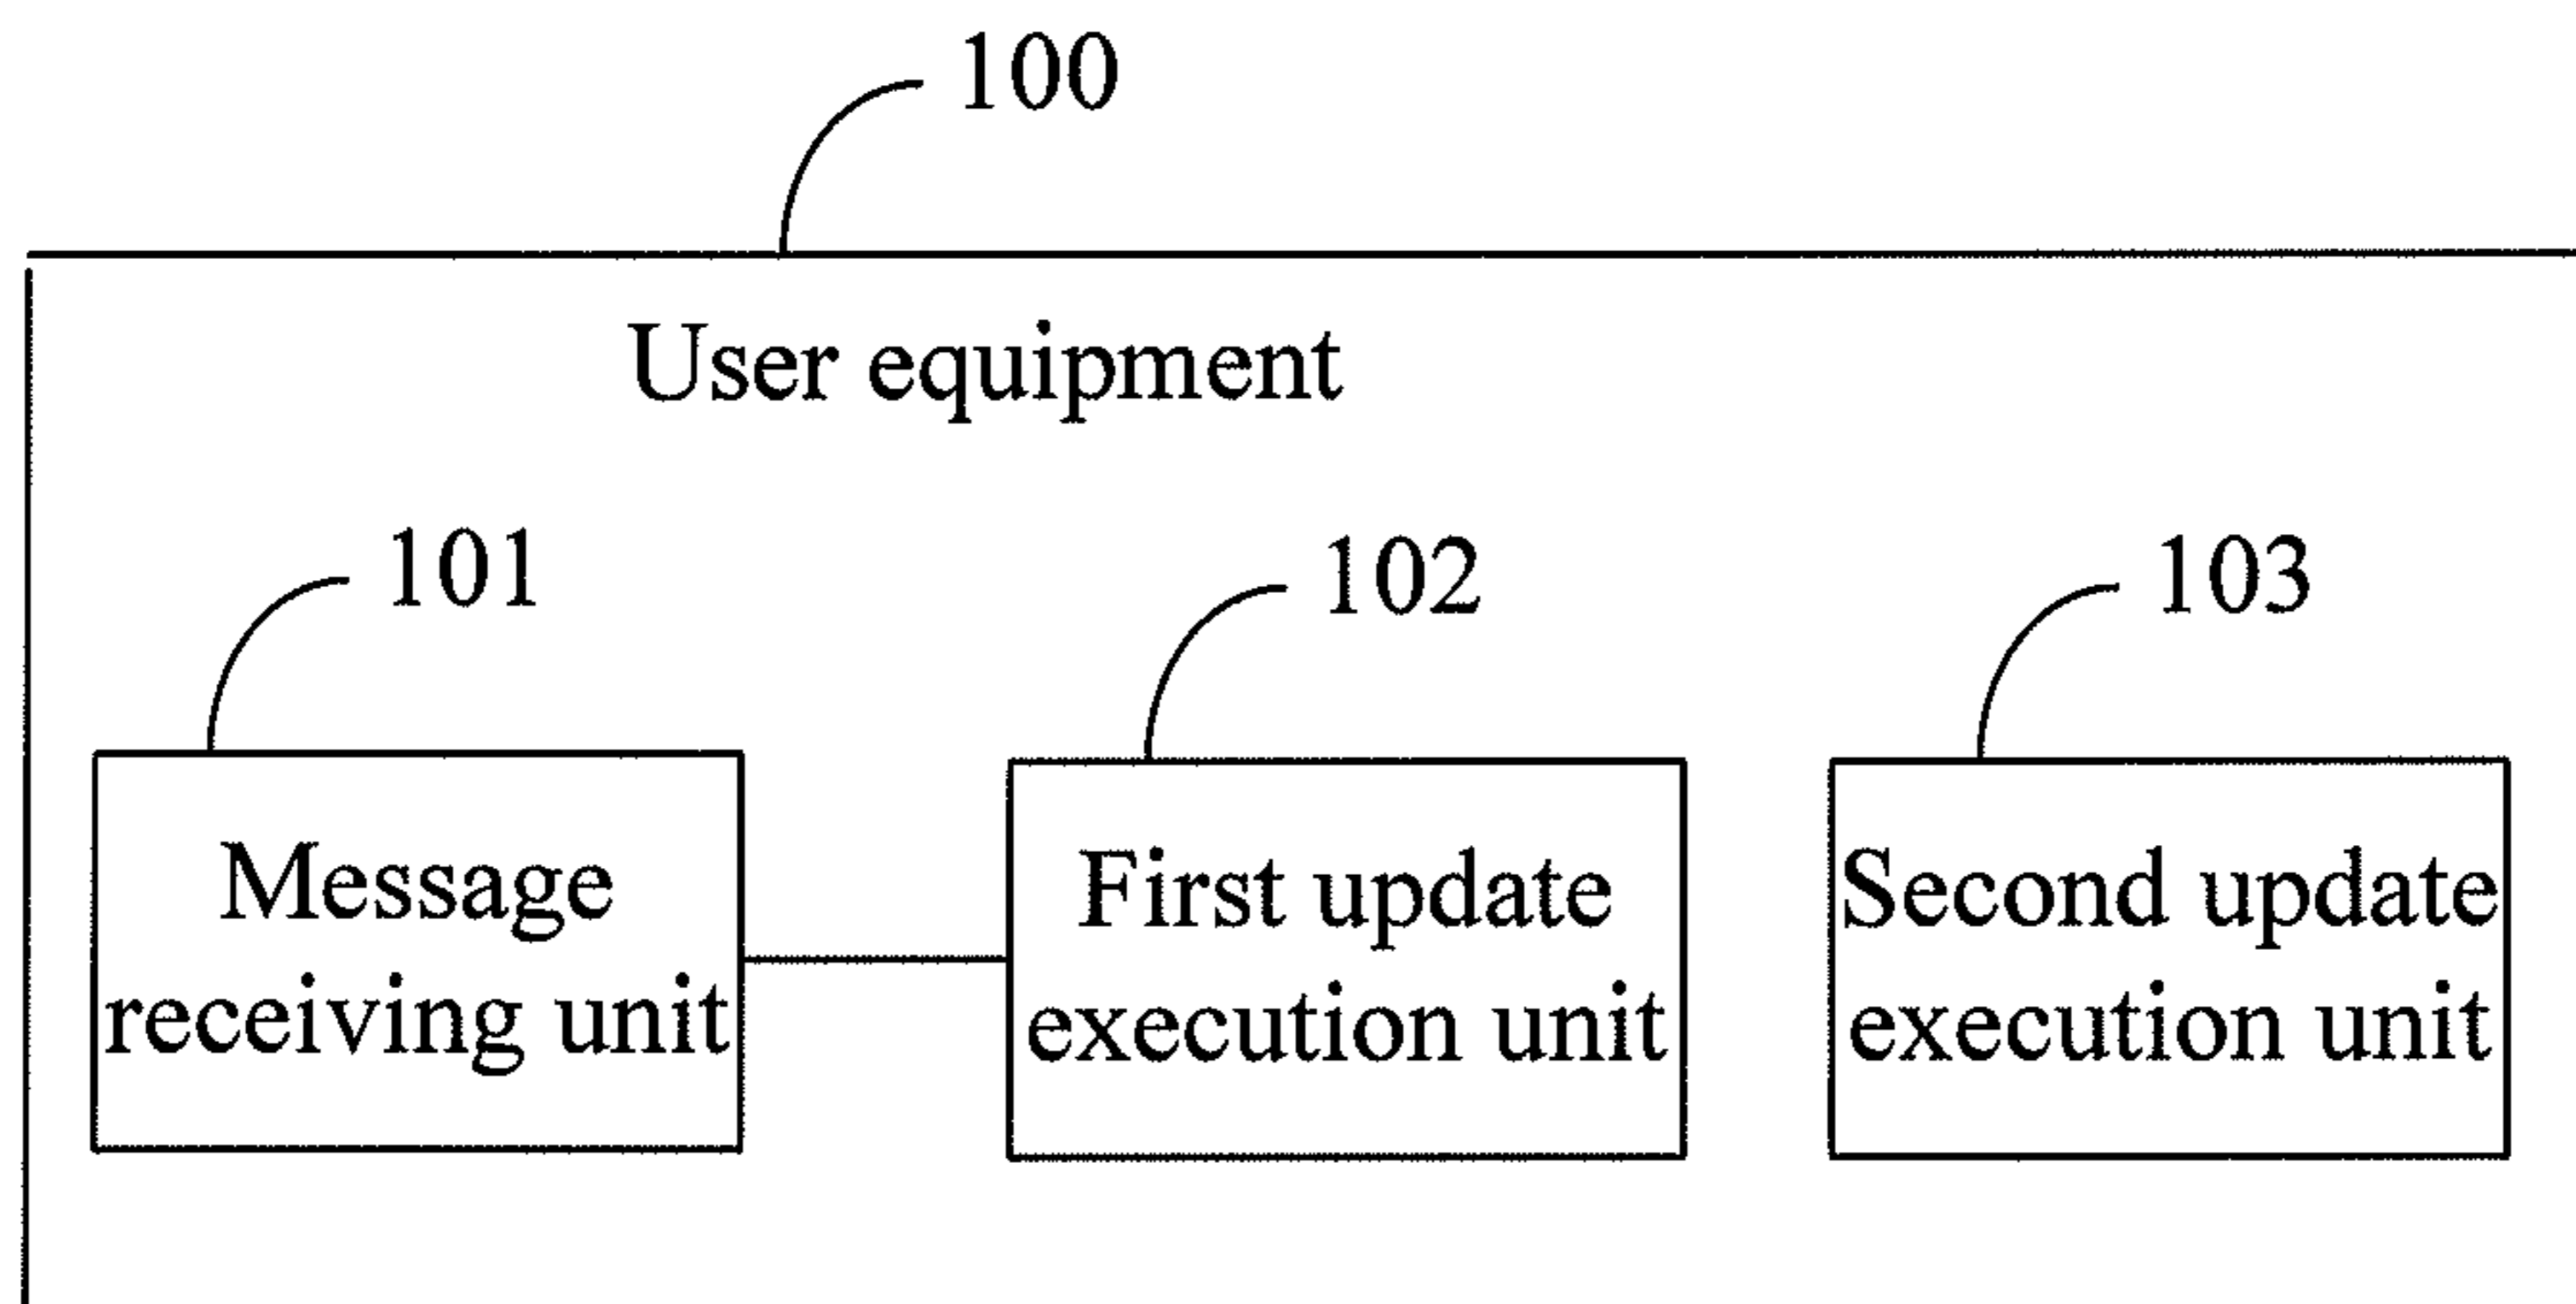 100
User equipment
101
102
103
Message
receiving unit
First update
execution unit
Second update
execution unit